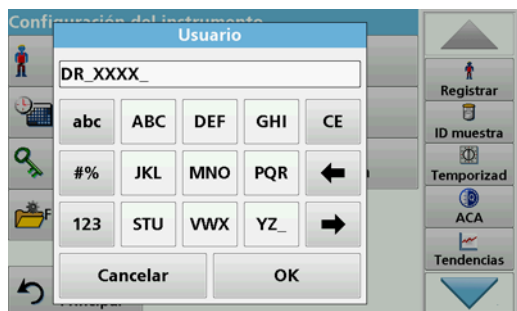 Configuración del instrumento
Usuario
DR_XXXX_
abc ABC DEF GHI CE
#% JKL MNO PQR
123 STU VWX YZ_
Cancelar OK
F
Principal
Registrar
ID muestra
Temporizad
ACA
Tendencias